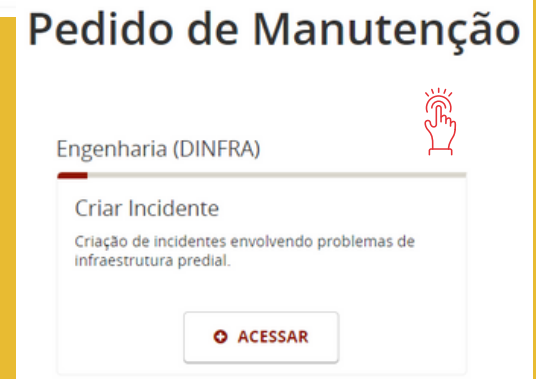 Pedido de Manutenção
Engenharia (DINFRA)
Criar Incidente
Criação de incidentes envolvendo problemas de
infraestrutura predial.
ACESSAR